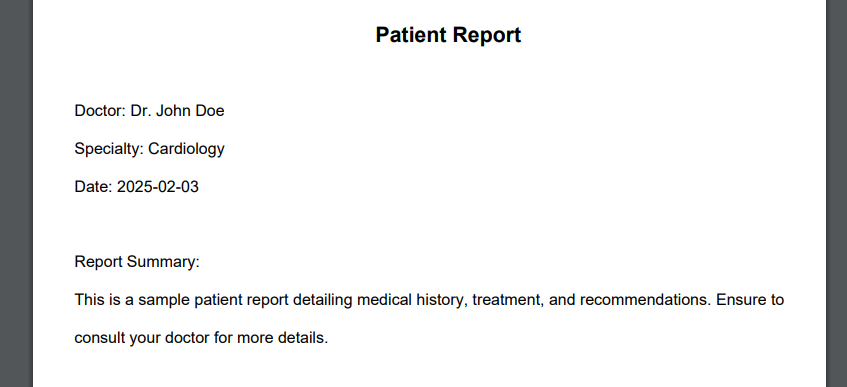 Patient Report
Doctor: Dr. John Doe
Specialty: Cardiology
Date: 2025-02-03
Report Summary:
This is a sample patient report detailing medical history, treatment, and recommendations. Ensure to
consult your doctor for more details.